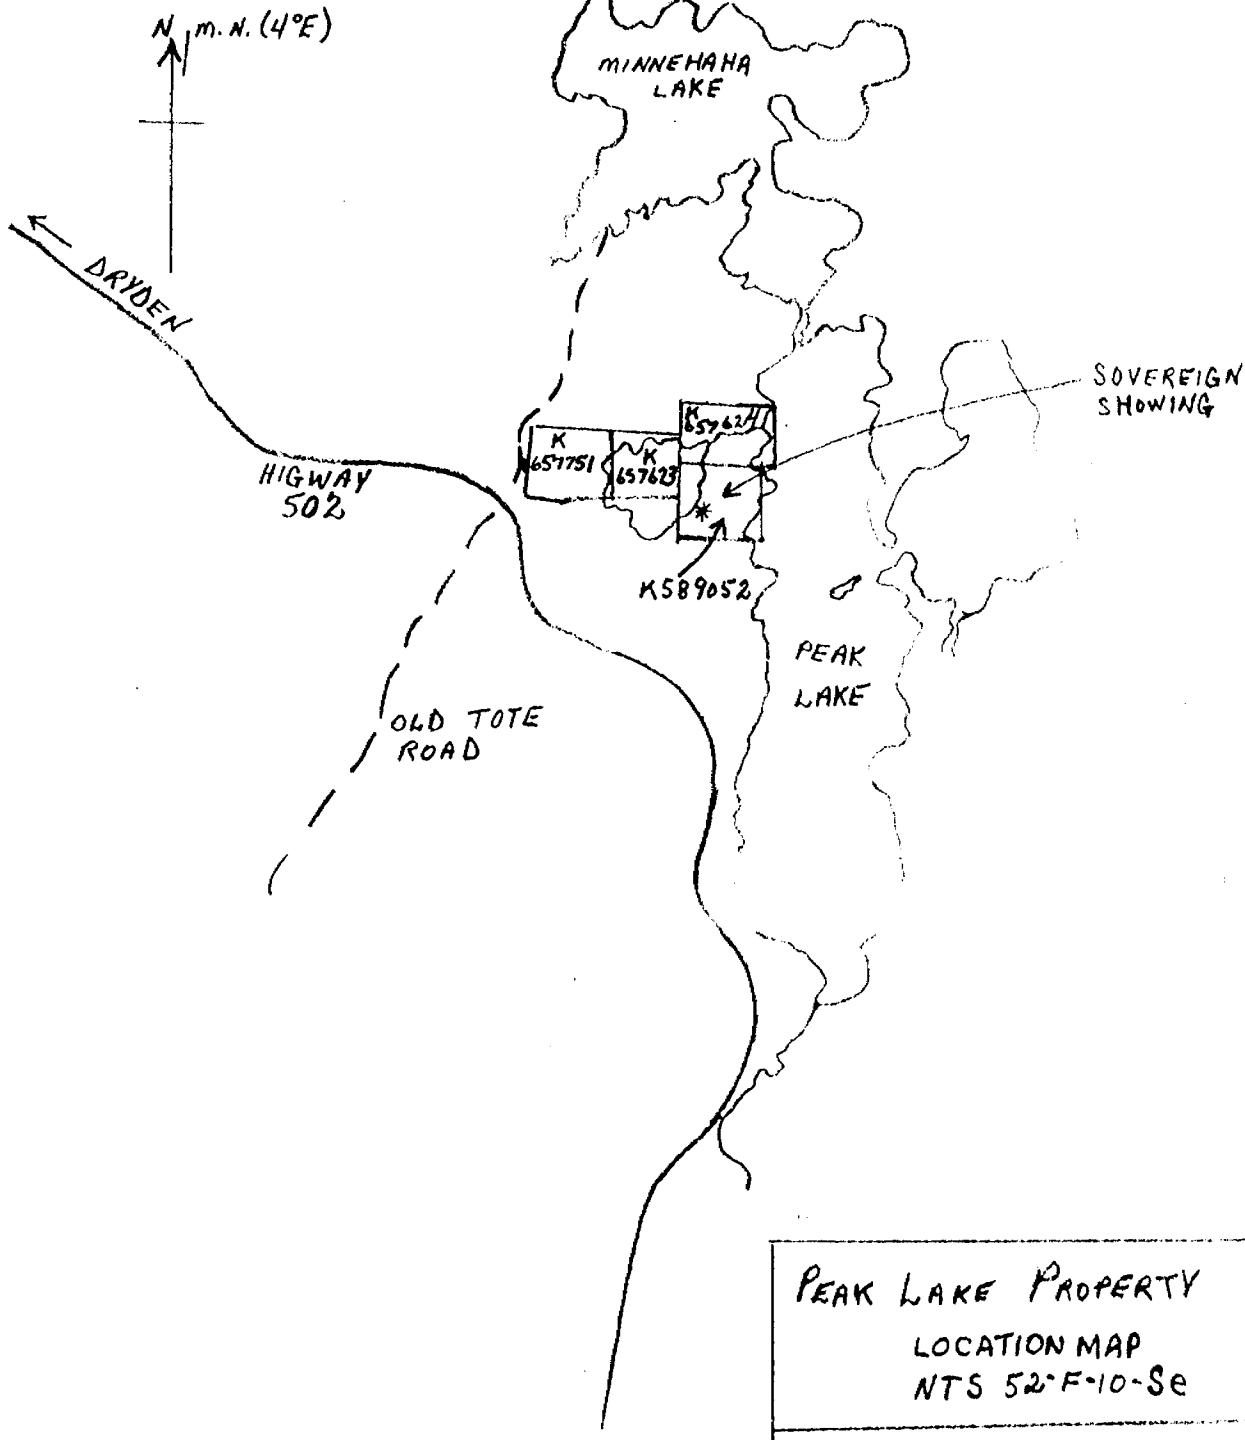 N M.N. (4°E)
MINNEHAHA
LAKE
DRYDEN
SOVEREIGN
SHOWING
K
657624
K
657751
K
657623
HIGWAY
502
K589052
PEAK
LAKE
OLD TOTE
ROAD
PEAK LAKE PROPERTY
LOCATION MAP
NTS 52-F-10-Se